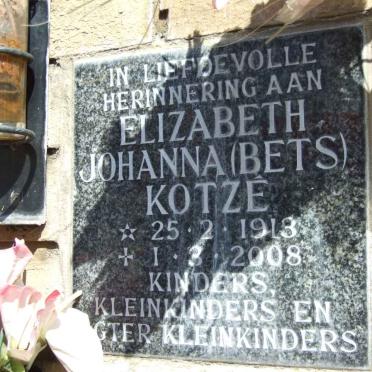 IN LIEFDEVOLLE
HERINNERING AAN
ELIZABETH
JOHANNA (BETS)
KOTZÉ
☆ 25 · 2 · 1913
✝ 1 · 3 · 2008
KINDERS,
KLEINKINDERS EN
KLEINKINDERS